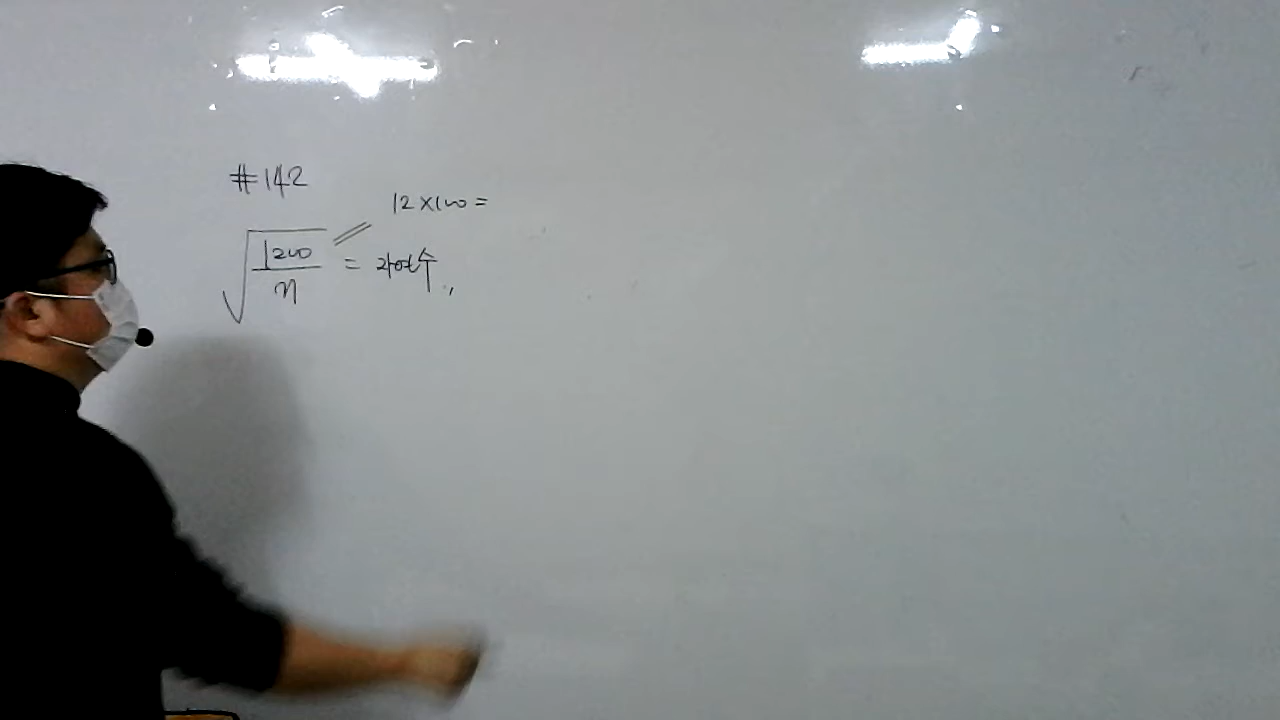 #142
12×100=
√(1200/n) = 자연수